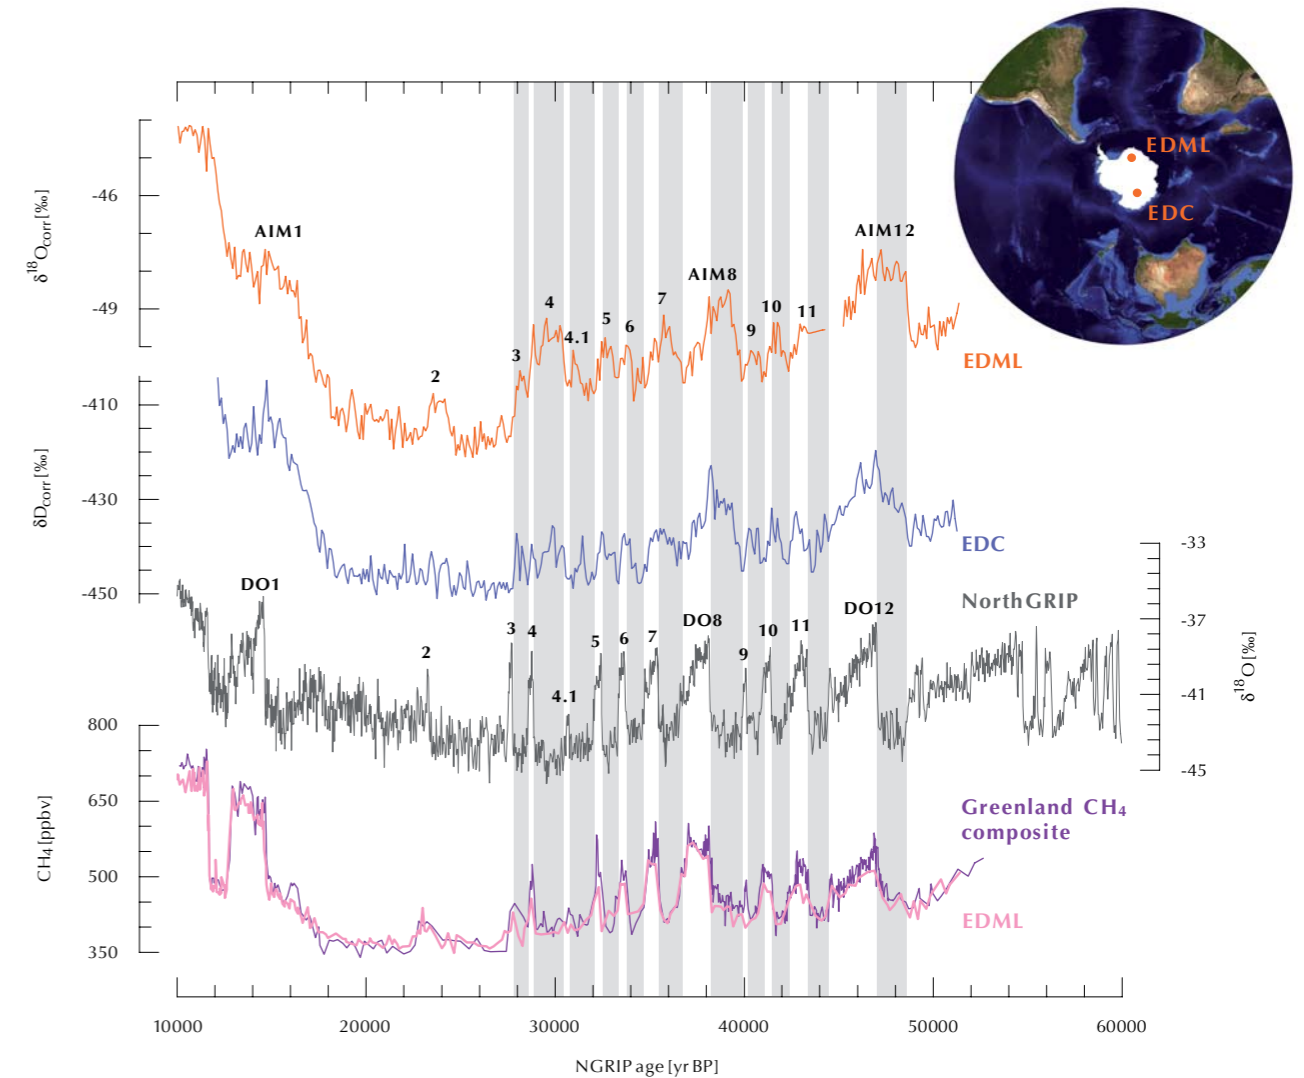 EDML
EDC
δ18Ocorr [‰]
-46
-49
AIM1
2
3
4
4.1
5
6
7
AIM8
9
10
11
AIM12
EDML
δDcorr [‰]
-410
-430
-450
EDC
NorthGRIP
-33
-37
-41
-45
δ18O [‰]
DO1
2
3
4
4.1
5
6
7
DO8
9
10
11
DO12
CH4 [ppbv]
800
650
500
350
Greenland CH4
composite
EDML
10000 20000 30000 40000 50000 60000
NGRIP age [yr BP]